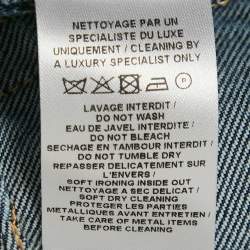 NETTOYAGE PAR UN
SPECIALISTE DU LUXE
UNIQUEMENT / CLEANING BY
A LUXURY SPECIALIST ONLY
P
LAVAGE INTERDIT /
DO NOT WASH
EAU DE JAVEL INTERDITE /
DO NOT BLEACH
SECHAGE EN TAMBOUR INTERDIT /
DO NOT TUMBLE DRY
REPASSER DELICATEMENT SUR
L'ENVERS /
SOFT IRONING INSIDE OUT
NETTOYAGE A SEC DELICAT /
SOFT DRY CLEANING
PROTEGER LES PARTIES
METALLIQUES AVANT ENTRETIEN /
TAKE CARE OF METAL ITEMS
BEFORE CLEANING